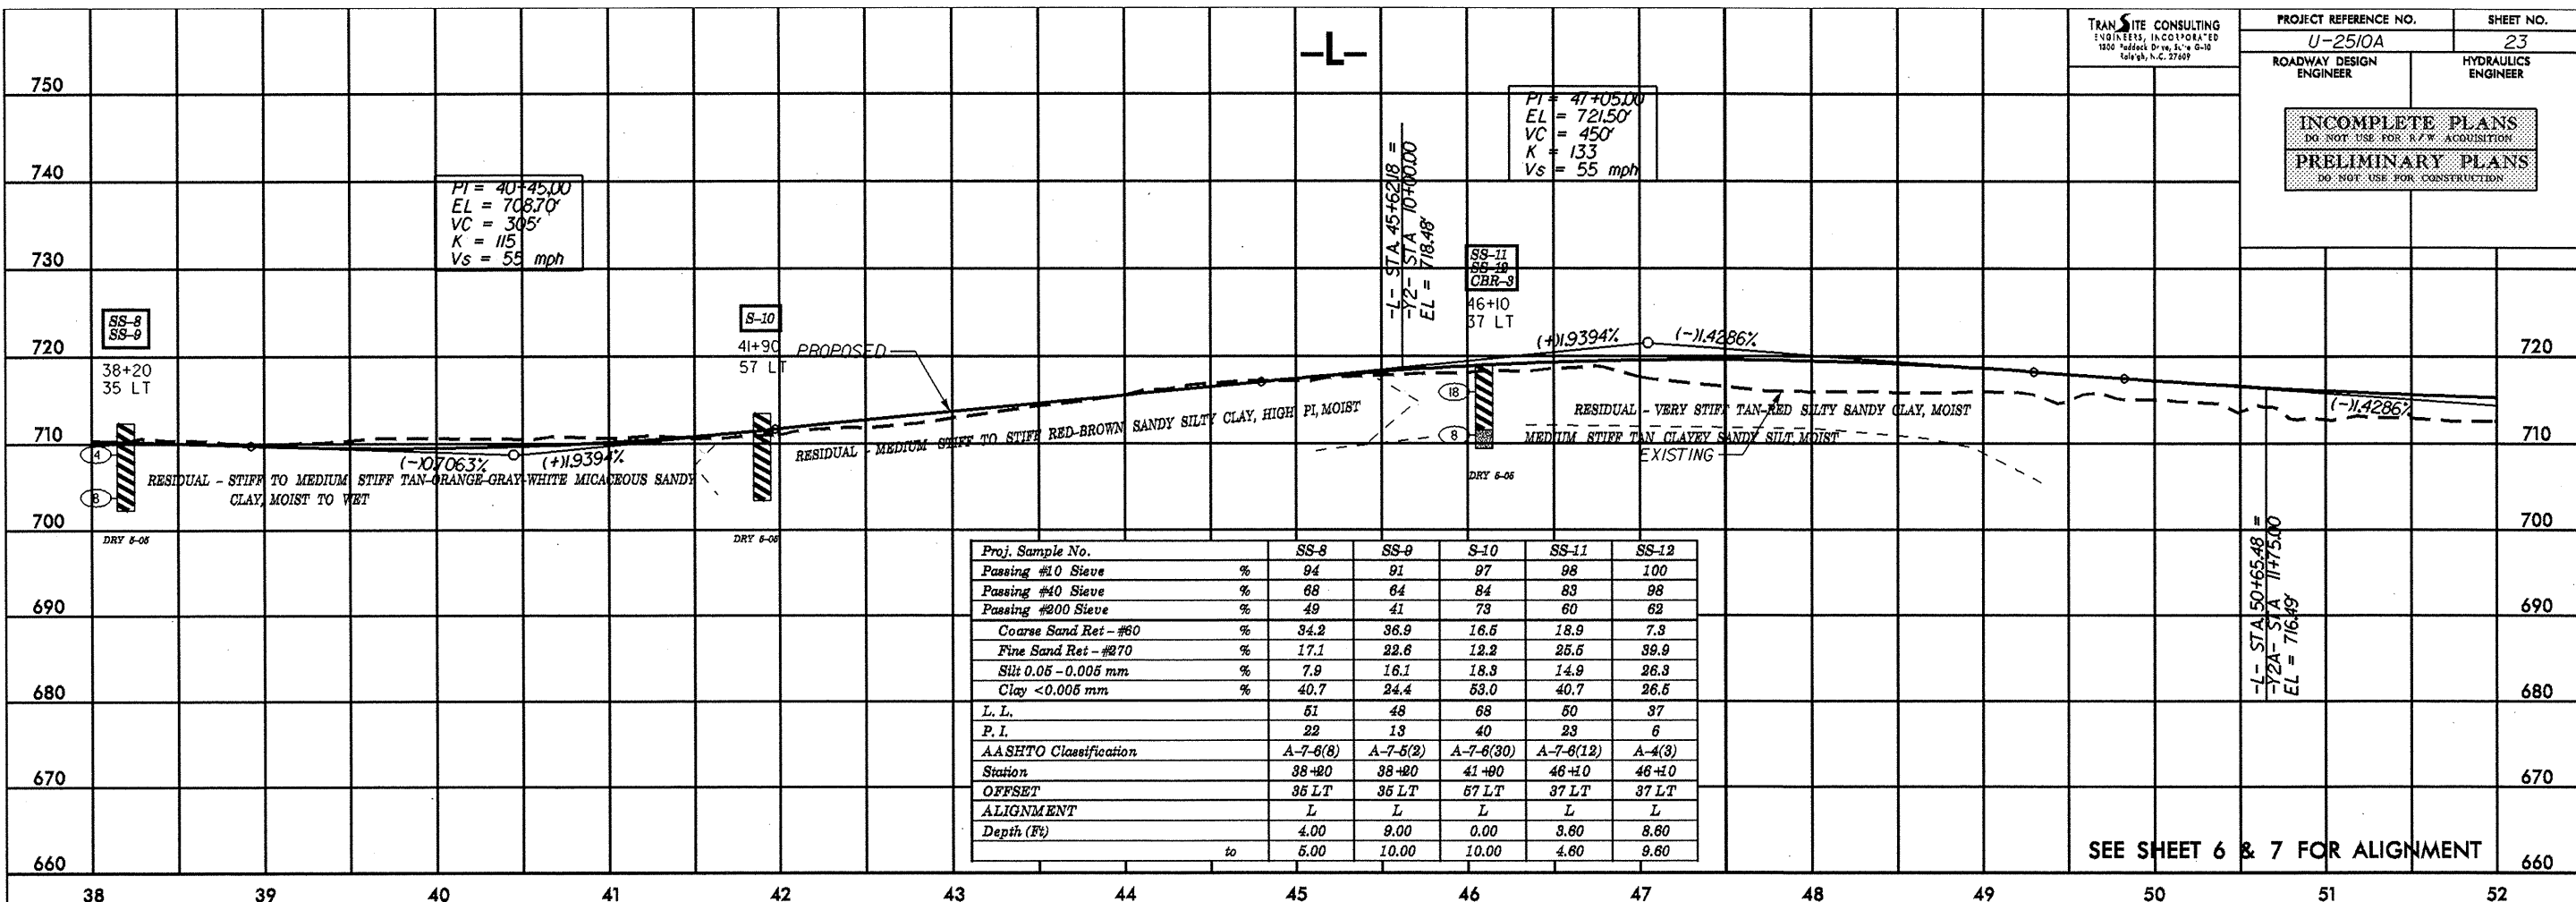 -L-
TRANSITE CONSULTING
ENGINEERS, INCORPORATED
1300 Paddock Drive, Suite G-10
Raleigh, N.C. 27609
PROJECT REFERENCE NO.
SHEET NO.
U-2510A
23
ROADWAY DESIGN ENGINEER
HYDRAULICS ENGINEER
INCOMPLETE PLANS
DO NOT USE FOR R/W ACQUISITION
PRELIMINARY PLANS
DO NOT USE FOR CONSTRUCTION
PI = 40+45.00
EL = 708.70'
VC = 305'
K = 115
Vs = 55 mph
PI = 47+05.00
EL = 721.50'
VC = 450'
K = 133
Vs = 55 mph
-L- STA. 45+62.18 =
-Y2- STA 10+00.00
EL = 718.48'
SS-8
SS-9
38+20
35 LT
S-10
41+90
57 LT
PROPOSED
SS-11
SS-12
CBR-3
46+10
37 LT
(+)1.9394%
(-)1.4286%
4
8
18
8
(-)0.7063%
(+)1.9394%
(-)1.4286%
RESIDUAL - STIFF TO MEDIUM STIFF TAN-ORANGE-GRAY-WHITE MICACEOUS SANDY
CLAY, MOIST TO WET
RESIDUAL - MEDIUM STIFF TO STIFF RED-BROWN SANDY SILTY CLAY, HIGH PI, MOIST
RESIDUAL - VERY STIFF TAN-RED SILTY SANDY CLAY, MOIST
MEDIUM STIFF TAN CLAYEY SANDY SILT, MOIST
EXISTING
DRY 5-05
DRY 5-05
DRY 5-05
-L- STA. 50+65.48 =
-Y2A- STA 11+75.00
EL = 716.49'
Proj. Sample No. SS-8 SS-9 S-10 SS-11 SS-12
Passing #10 Sieve % 94 91 97 98 100
Passing #40 Sieve % 68 64 84 83 98
Passing #200 Sieve % 49 41 73 60 62
Coarse Sand Ret - #60 % 34.2 36.9 16.5 18.9 7.3
Fine Sand Ret - #270 % 17.1 22.6 12.2 25.5 39.9
Silt 0.05 - 0.005 mm % 7.9 16.1 18.3 14.9 26.3
Clay <0.005 mm % 40.7 24.4 53.0 40.7 26.5
L. L. 51 48 68 50 37
P. I. 22 13 40 23 6
AASHTO Classification A-7-6(8) A-7-5(2) A-7-6(30) A-7-6(12) A-4(3)
Station 38+20 38+20 41+90 46+10 46+10
OFFSET 35 LT 35 LT 57 LT 37 LT 37 LT
ALIGNMENT L L L L L
Depth (Ft) 4.00 9.00 0.00 3.60 8.60
to 5.00 10.00 10.00 4.60 9.60
SEE SHEET 6 & 7 FOR ALIGNMENT
750
740
730
720
710
700
690
680
670
660
720
710
700
690
680
670
660
38 39 40 41 42 43 44 45 46 47 48 49 50 51 52